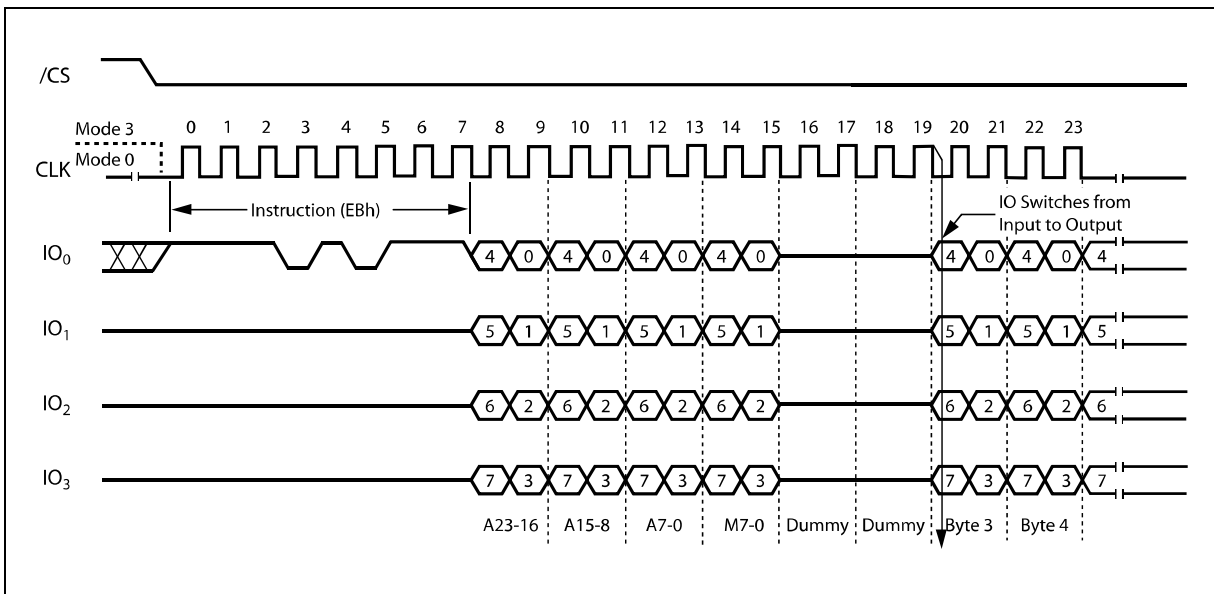 /CS
Mode 3
0 1 2 3 4 5 6 7 8 9 10 11 12 13 14 15 16 17 18 19 20 21 22 23
Mode 0
CLK
Instruction (EBh)
IO Switches from
Input to Output
IO0 4 0 4 0 4 0 4 0 4 0 4 0 4
IO1 5 1 5 1 5 1 5 1 5 1 5 1 5
IO2 6 2 6 2 6 2 6 2 6 2 6 2 6
IO3 7 3 7 3 7 3 7 3 7 3 7 3 7
A23-16 A15-8 A7-0 M7-0 Dummy Dummy Byte 3 Byte 4